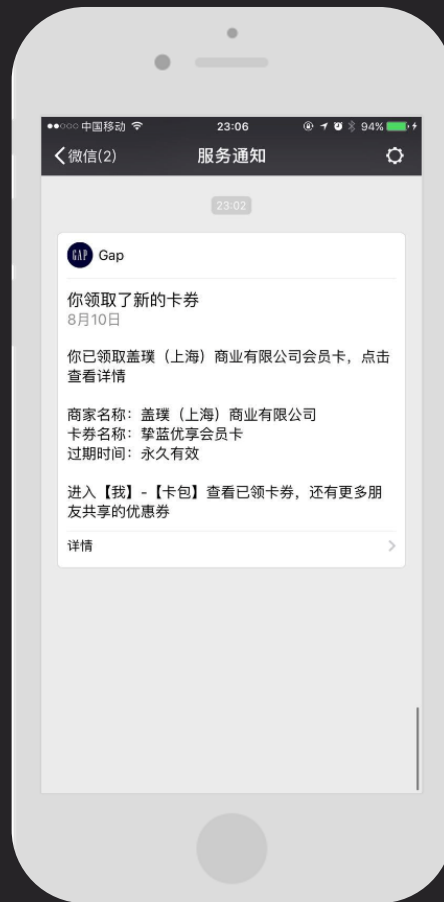 中国移动 23:06 94%
微信(2) 服务通知
23:02
GAP Gap
你领取了新的卡券
8月10日
你已领取盖璞（上海）商业有限公司会员卡，点击
查看详情
商家名称：盖璞（上海）商业有限公司
卡券名称：挚蓝优享会员卡
过期时间：永久有效
进入【我】-【卡包】查看已领卡券，还有更多朋
友共享的优惠券
详情